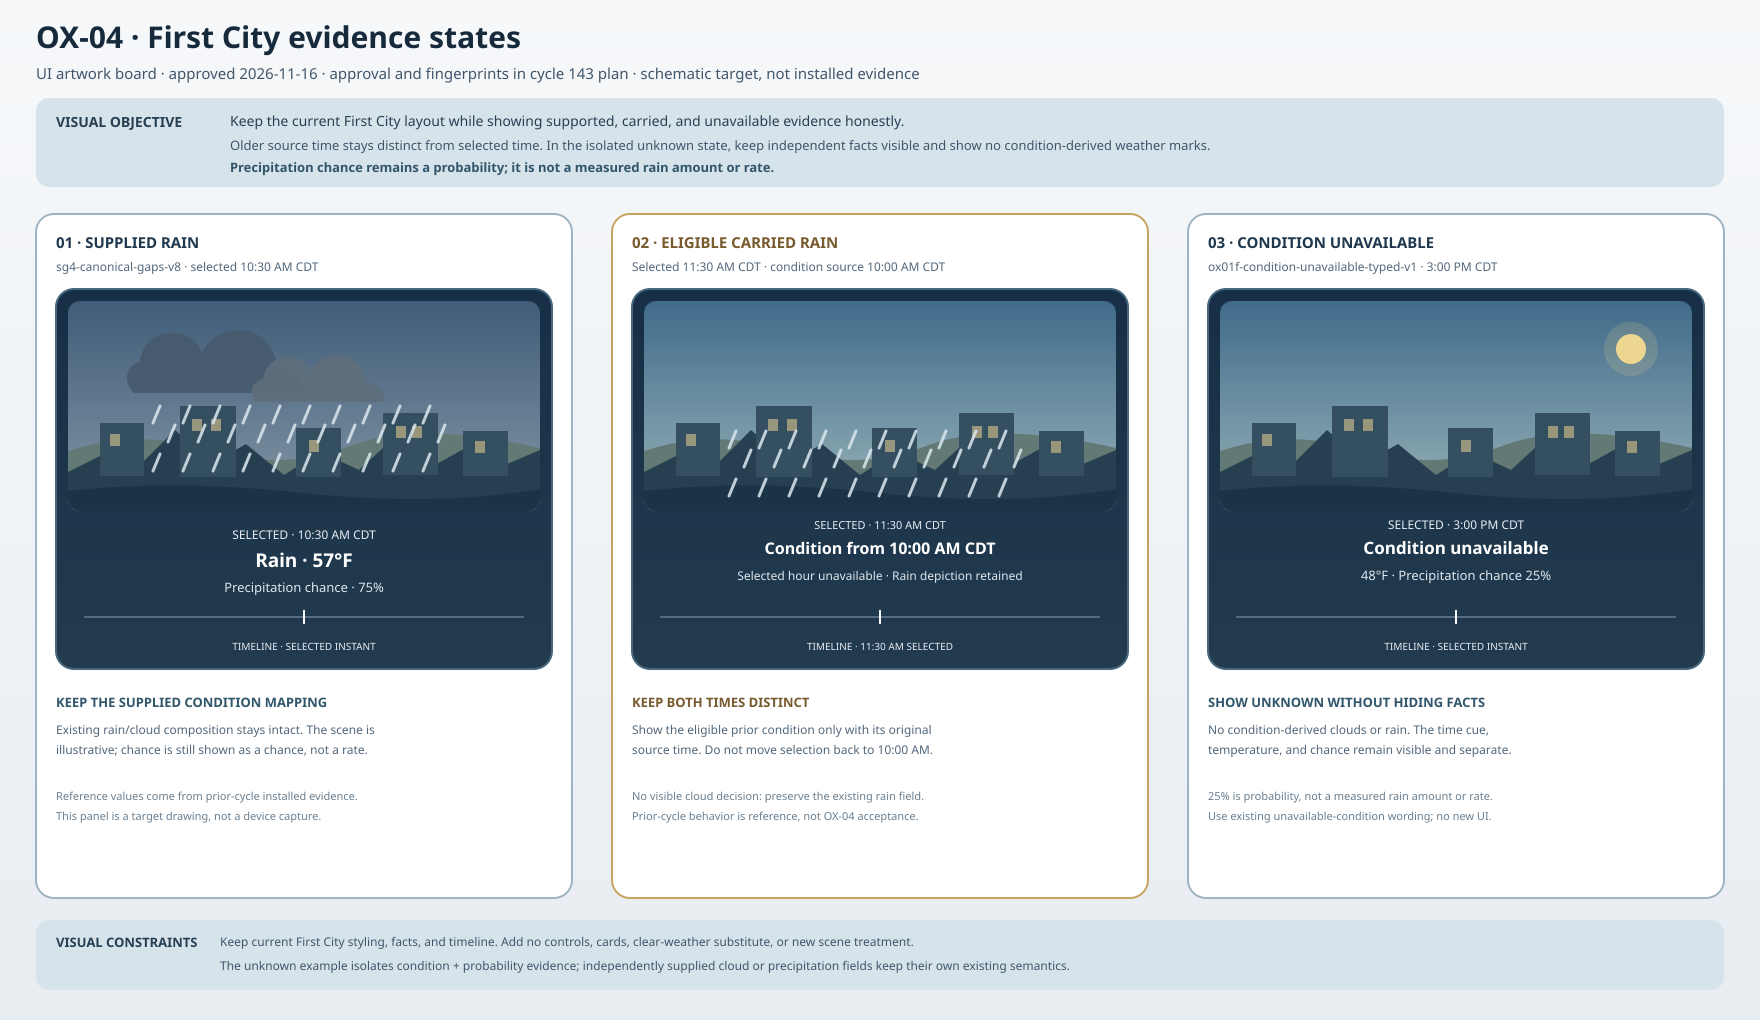 OX-04 · First City evidence states
UI artwork board · approved 2026-11-16 · approval and fingerprints in cycle 143 plan · schematic target, not installed evidence
VISUAL OBJECTIVE
Keep the current First City layout while showing supported, carried, and unavailable evidence honestly.
Older source time stays distinct from selected time. In the isolated unknown state, keep independent facts visible and show no condition-derived weather marks.
Precipitation chance remains a probability; it is not a measured rain amount or rate.
01 · SUPPLIED RAIN
sg4-canonical-gaps-v8 · selected 10:30 AM CDT
SELECTED · 10:30 AM CDT
Rain · 57°F
Precipitation chance · 75%
TIMELINE · SELECTED INSTANT
KEEP THE SUPPLIED CONDITION MAPPING
Existing rain/cloud composition stays intact. The scene is
illustrative; chance is still shown as a chance, not a rate.
Reference values come from prior-cycle installed evidence.
This panel is a target drawing, not a device capture.
02 · ELIGIBLE CARRIED RAIN
Selected 11:30 AM CDT · condition source 10:00 AM CDT
SELECTED · 11:30 AM CDT
Condition from 10:00 AM CDT
Selected hour unavailable · Rain depiction retained
TIMELINE · 11:30 AM SELECTED
KEEP BOTH TIMES DISTINCT
Show the eligible prior condition only with its original
source time. Do not move selection back to 10:00 AM.
No visible cloud decision: preserve the existing rain field.
Prior-cycle behavior is reference, not OX-04 acceptance.
03 · CONDITION UNAVAILABLE
ox01f-condition-unavailable-typed-v1 · 3:00 PM CDT
SELECTED · 3:00 PM CDT
Condition unavailable
48°F · Precipitation chance 25%
TIMELINE · SELECTED INSTANT
SHOW UNKNOWN WITHOUT HIDING FACTS
No condition-derived clouds or rain. The time cue,
temperature, and chance remain visible and separate.
25% is probability, not a measured rain amount or rate.
Use existing unavailable-condition wording; no new UI.
VISUAL CONSTRAINTS
Keep current First City styling, facts, and timeline. Add no controls, cards, clear-weather substitute, or new scene treatment.
The unknown example isolates condition + probability evidence; independently supplied cloud or precipitation fields keep their own existing semantics.